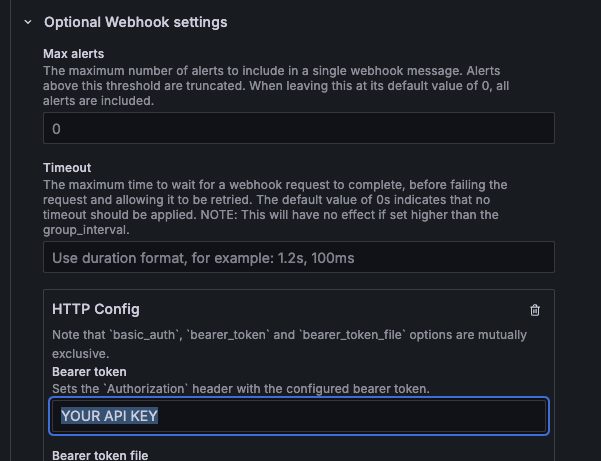 Optional Webhook settings
Max alerts
The maximum number of alerts to include in a single webhook message. Alerts
above this threshold are truncated. When leaving this at its default value of 0, all
alerts are included.
0
Timeout
The maximum time to wait for a webhook request to complete, before failing the
request and allowing it to be retried. The default value of 0s indicates that no
timeout should be applied. NOTE: This will have no effect if set higher than the
group_interval.
Use duration format, for example: 1.2s, 100ms
HTTP Config
Note that `basic_auth`, `bearer_token` and `bearer_token_file` options are mutually
exclusive.
Bearer token
Sets the `Authorization` header with the configured bearer token.
YOUR API KEY
Bearer token file